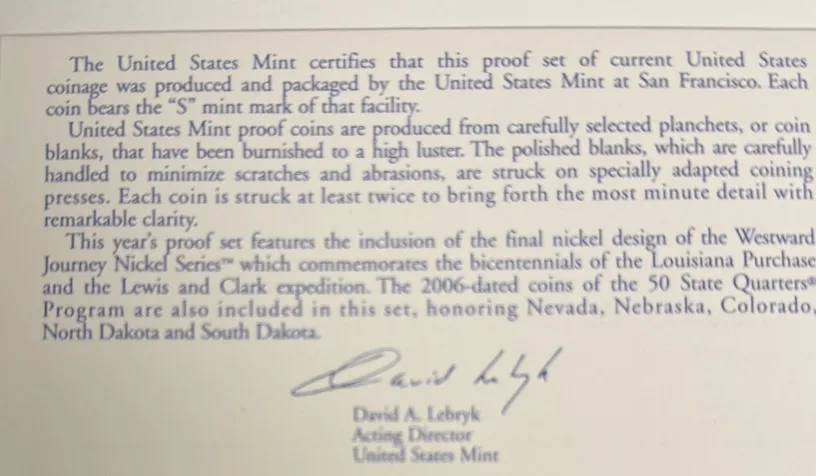 The United States Mint certifies that this proof set of current United States
coinage was produced and packaged by the United States Mint at San Francisco. Each
coin bears the “S” mint mark of that facility.
United States Mint proof coins are produced from carefully selected planchets, or coin
blanks, that have been burnished to a high luster. The polished blanks, which are carefully
handled to minimize scratches and abrasions, are struck on specially adapted coining
presses. Each coin is struck at least twice to bring forth the most minute detail with
remarkable clarity.
This year's proof set features the inclusion of the final nickel design of the Westward
Journey Nickel Series™ which commemorates the bicentennials of the Louisiana Purchase
and the Lewis and Clark expedition. The 2006-dated coins of the 50 State Quarters®
Program are also included in this set, honoring Nevada, Nebraska, Colorado,
North Dakota and South Dakota.
David Lebryk
David A. Lebryk
Acting Director
United States Mint